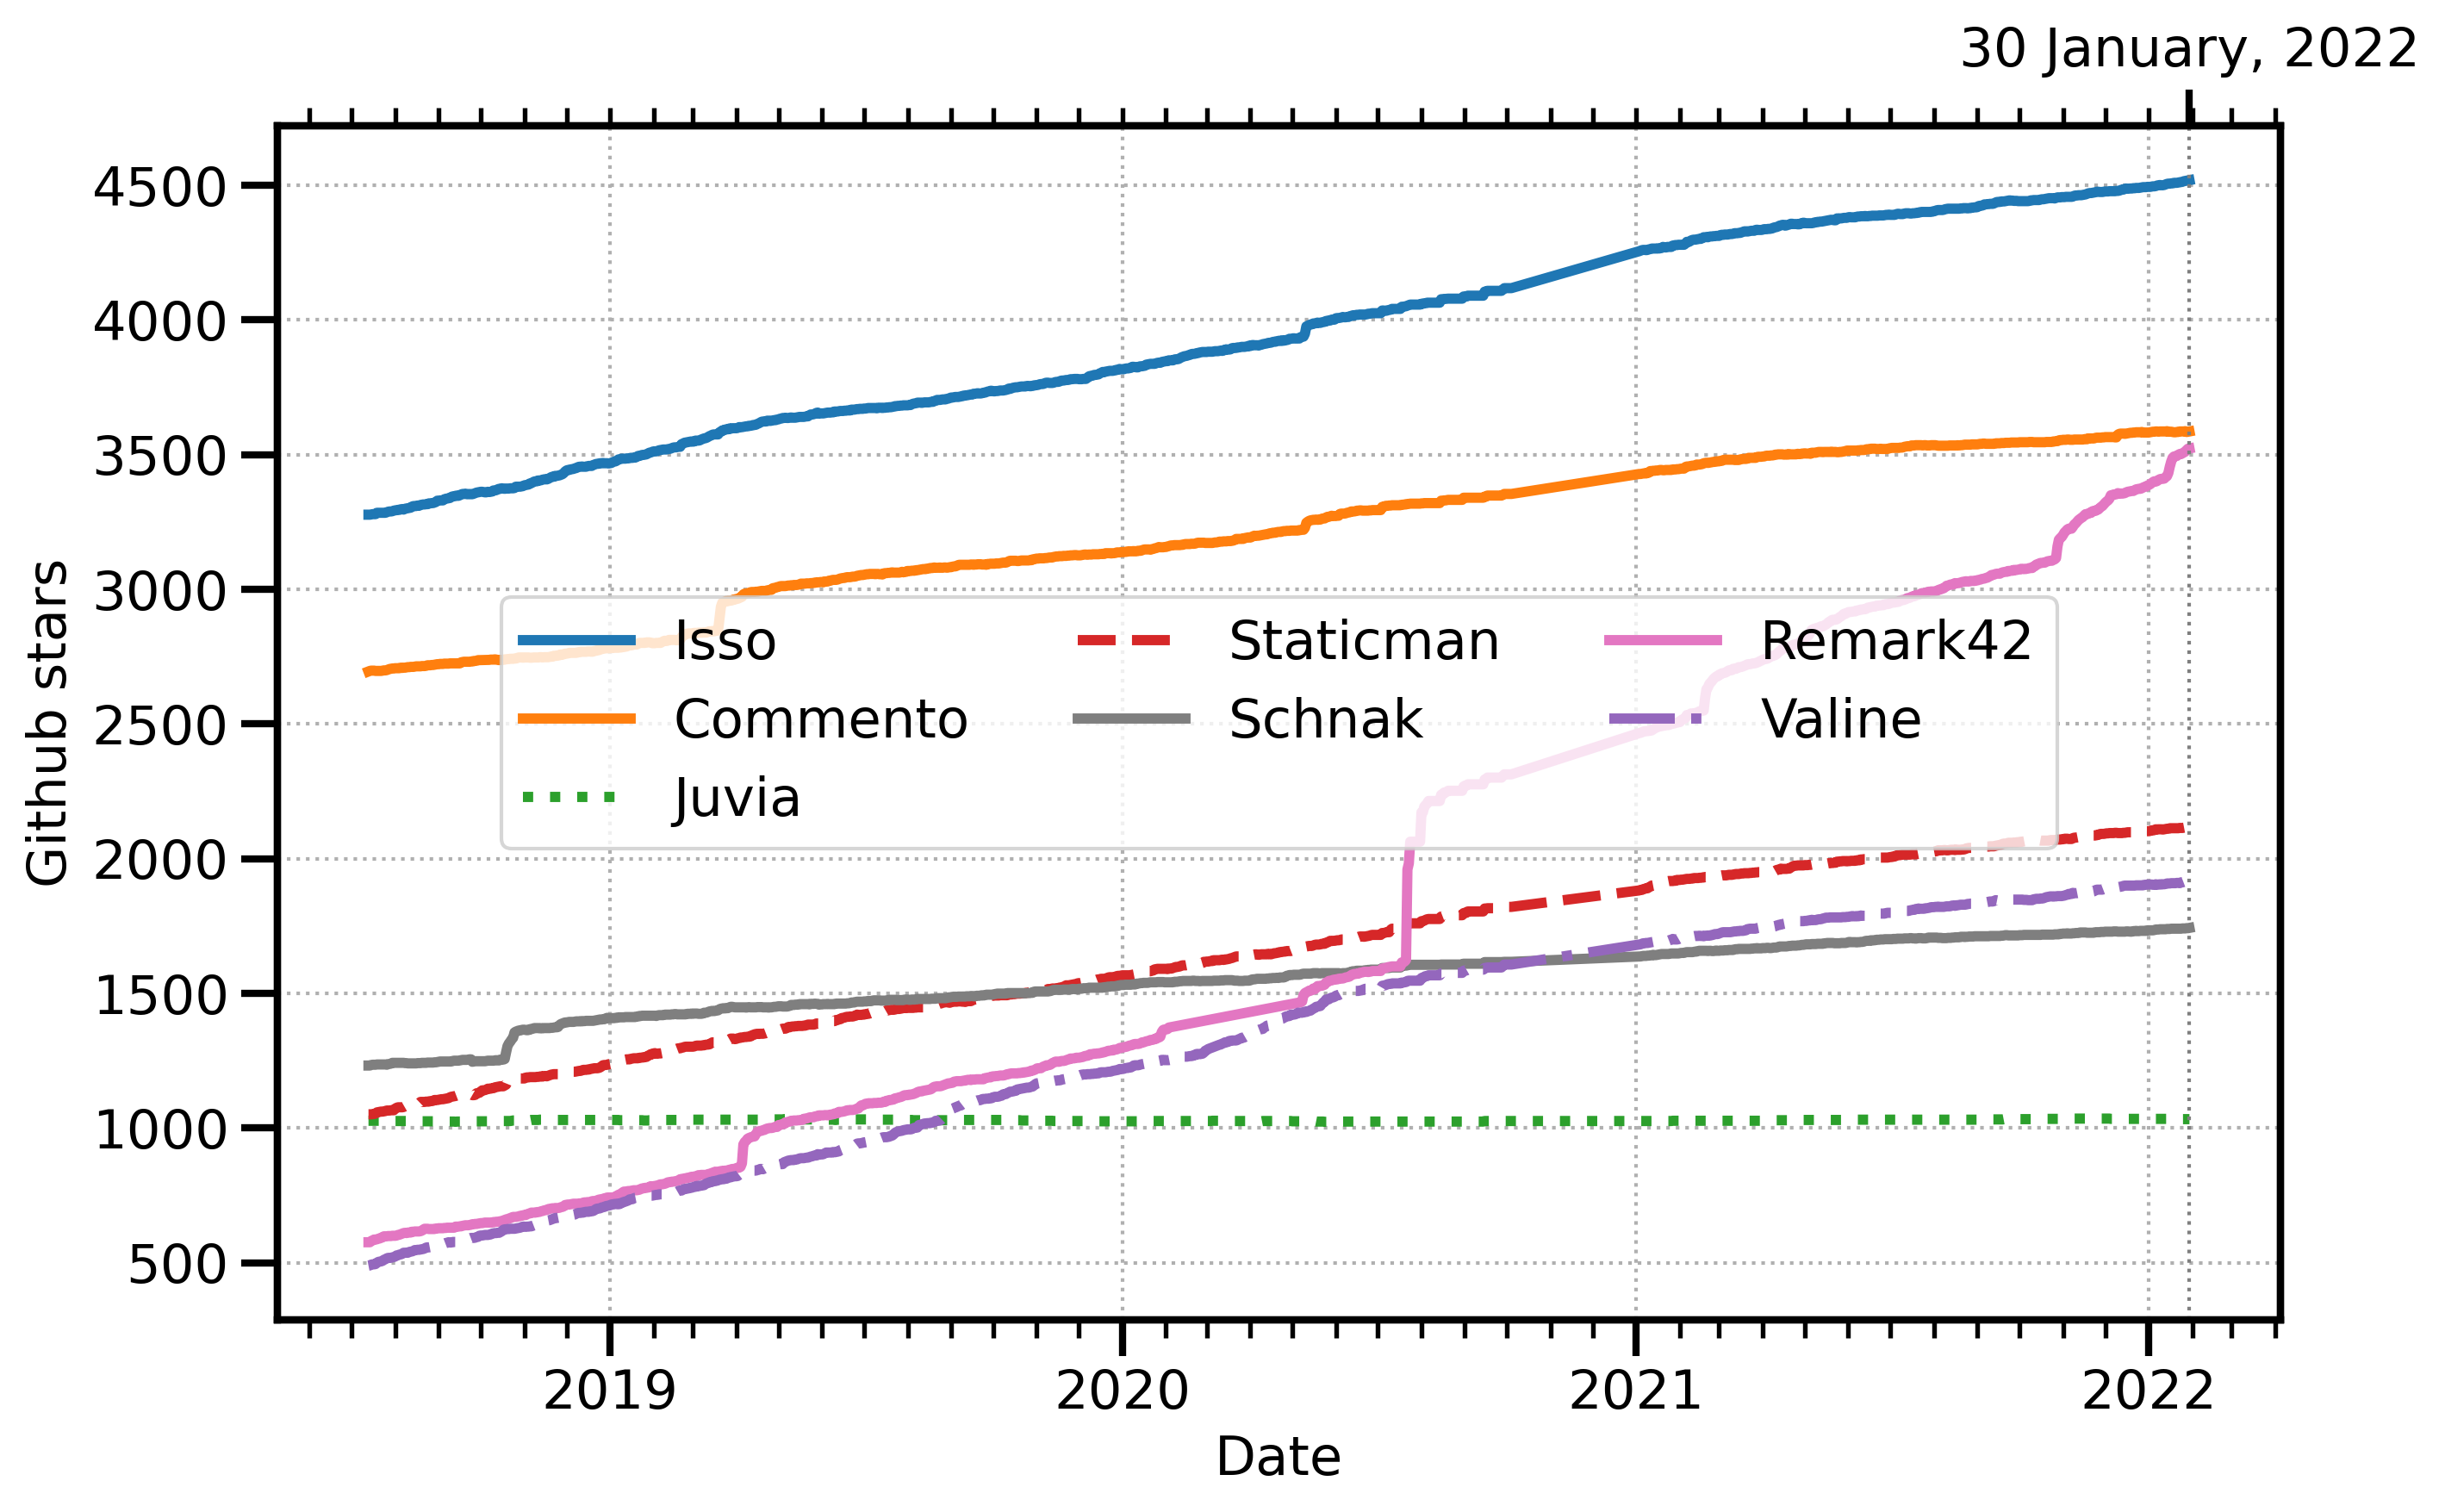 30 January, 2022
4500
4000
3500
3000
2500
2000
1500
1000
500
Github stars
Isso
Commento
Juvia
Staticman
Schnak
Remark42
Valine
2019
2020
2021
2022
Date